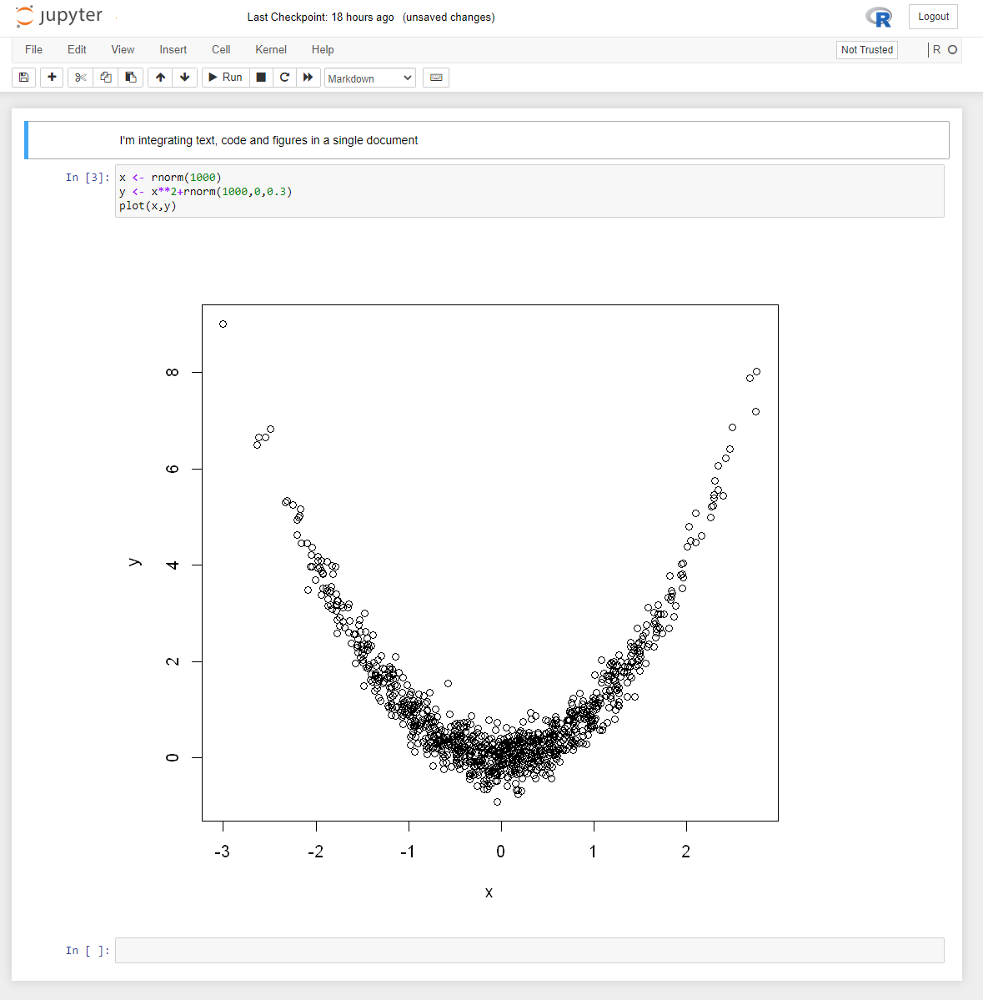 jupyter
Last Checkpoint: 18 hours ago (unsaved changes)
R
Logout
File Edit View Insert Cell Kernel Help
Not Trusted
R
Run
Markdown
I'm integrating text, code and figures in a single document
In [3]:
x <- rnorm(1000)
y <- x**2+rnorm(1000,0,0.3)
plot(x,y)
8
6
4
2
0
y
-3 -2 -1 0 1 2
x
In [ ]: